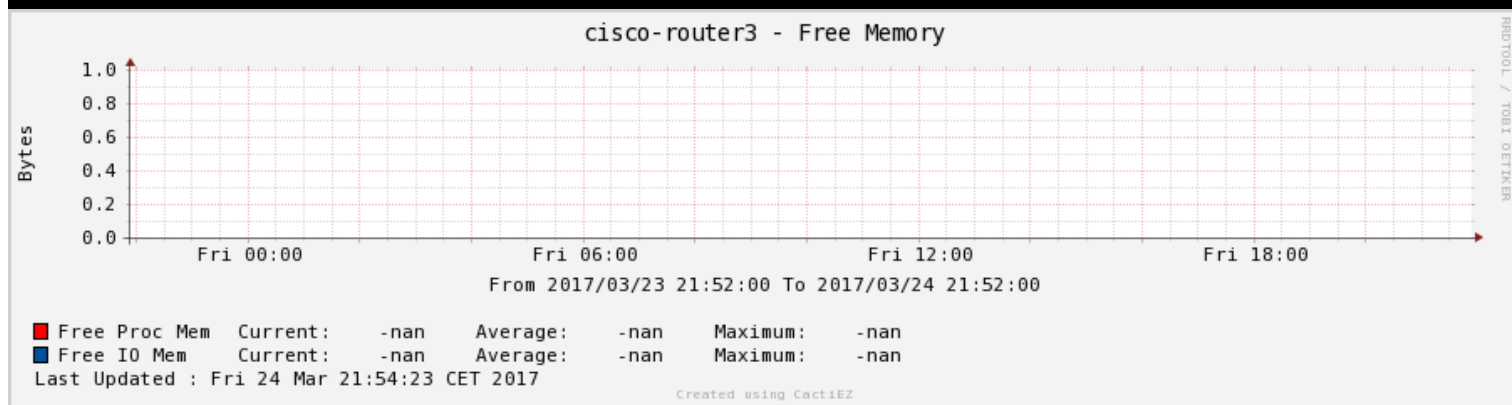 cisco-router3 - Free Memory
RRDTOOL / TOBI OETIKER
Bytes
1.0
0.8
0.6
0.4
0.2
0.0
Fri 00:00 Fri 06:00 Fri 12:00 Fri 18:00
From 2017/03/23 21:52:00 To 2017/03/24 21:52:00
Free Proc Mem Current: -nan Average: -nan Maximum: -nan
Free IO Mem Current: -nan Average: -nan Maximum: -nan
Last Updated : Fri 24 Mar 21:54:23 CET 2017
Created using CactiEZ